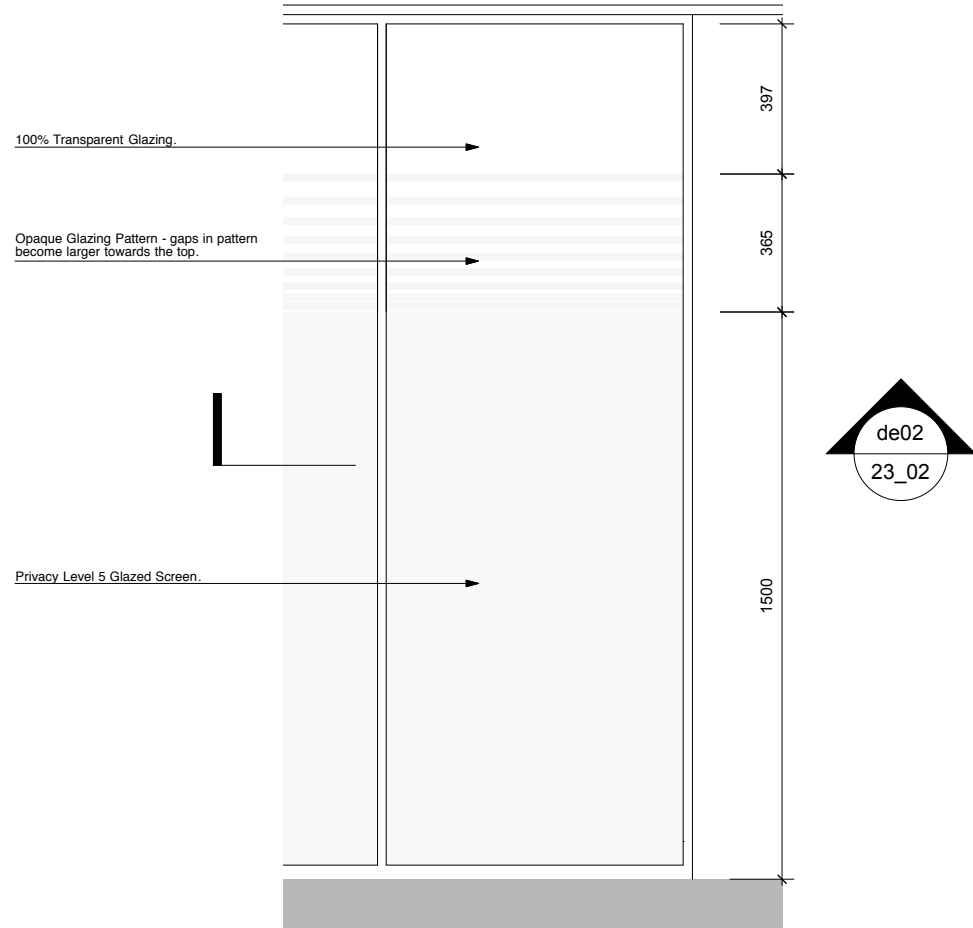 397
100% Transparent Glazing.
Opaque Glazing Pattern - gaps in pattern
become larger towards the top.
365
de02
23_02
Privacy Level 5 Glazed Screen.
1500